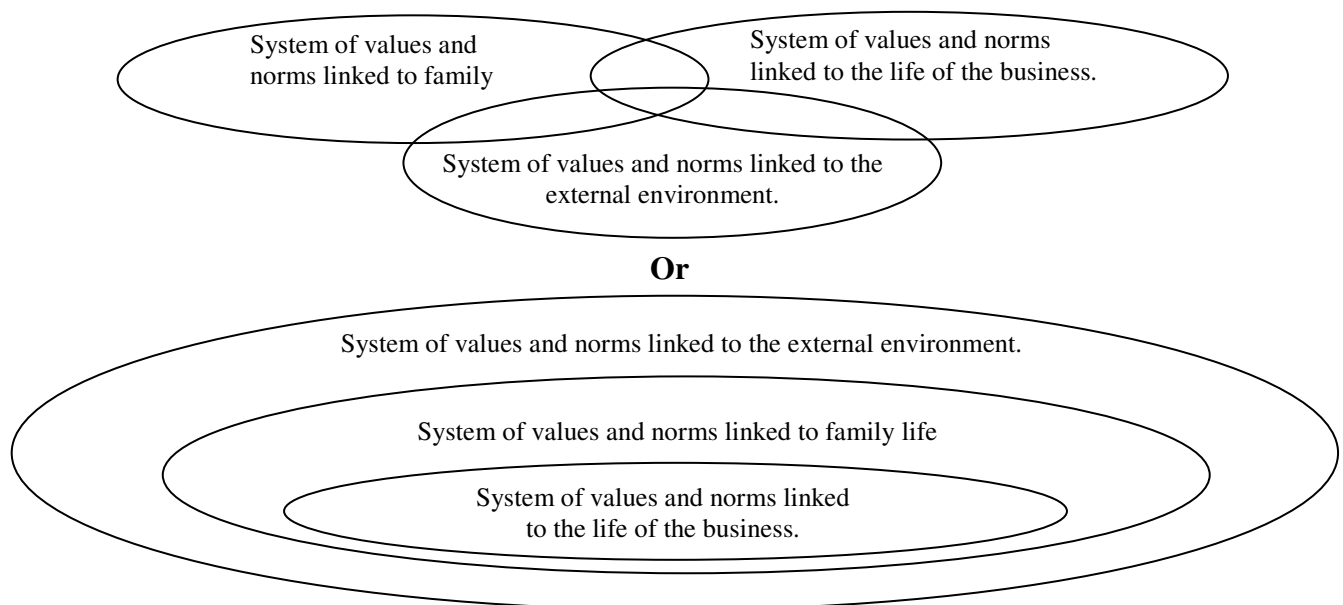 System of values and
norms linked to family
System of values and norms
linked to the life of the business.
System of values and norms linked to the
external environment.
Or
System of values and norms linked to the external environment.
System of values and norms linked to family life
System of values and norms linked
to the life of the business.